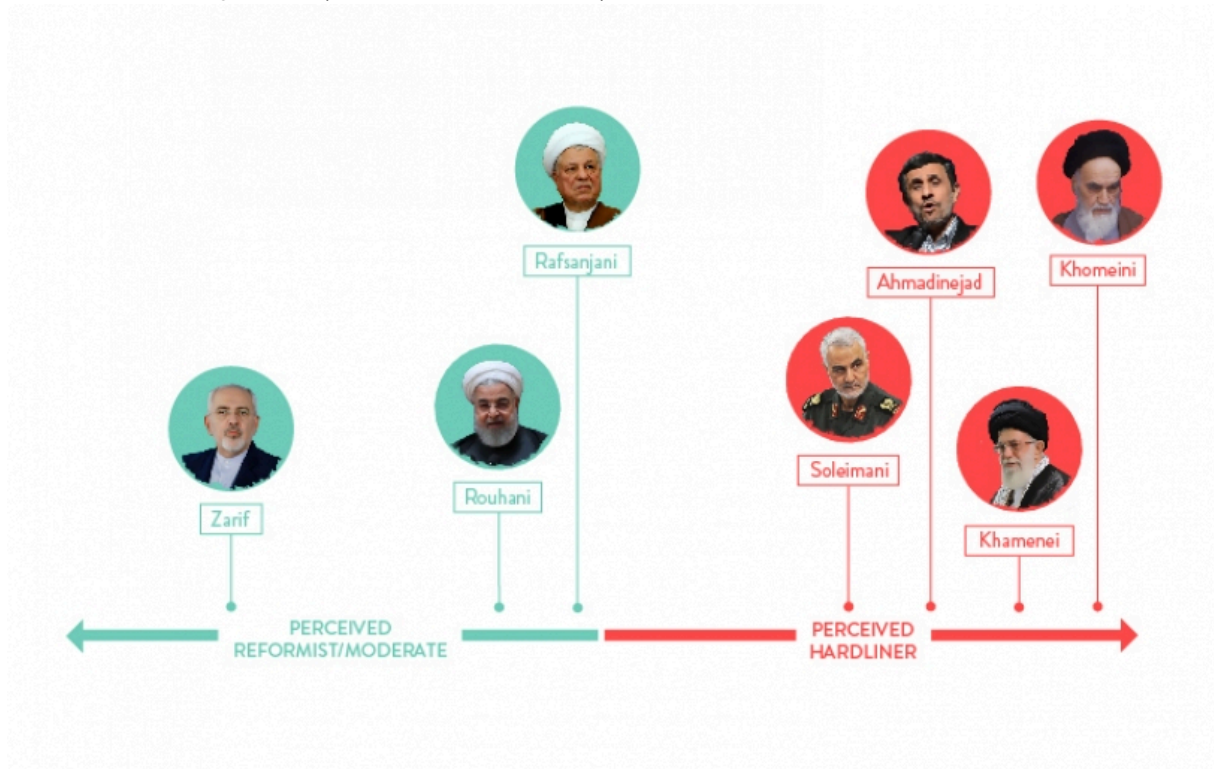 Rafsanjani
Ahmadinejad
Khomeini
Zarif
Rouhani
Soleimani
Khamenei
PERCEIVED
REFORMIST/MODERATE
PERCEIVED
HARDLINER